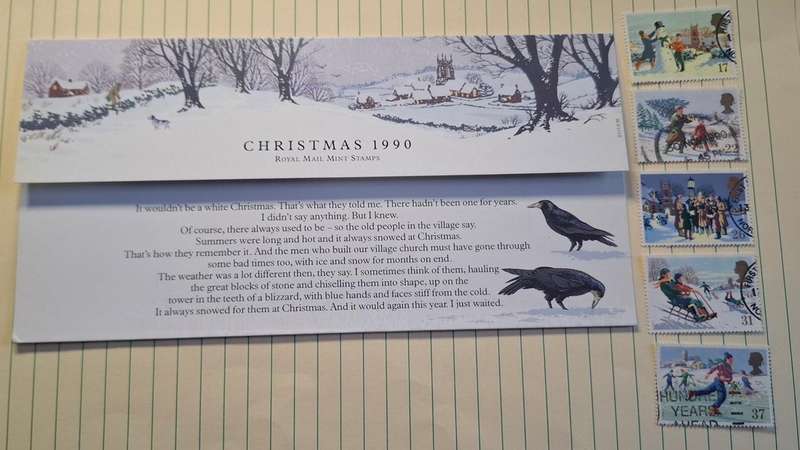 CHRISTMAS 1990
ROYAL MAIL MINT STAMPS
It wouldn't be a white Christmas. That's what they told me. There hadn't been one for years.
I didn't say anything. But I knew.
Of course, there always used to be – so the old people in the village say.
Summers were long and hot and it always snowed at Christmas.
That's how they remember it. And the men who built our village church must have gone through
some bad times too, with ice and snow for months on end.
The weather was a lot different then, they say. I sometimes think of them, hauling
the great blocks of stone and chiselling them into shape, up on the
tower in the teeth of a blizzard, with blue hands and faces stiff from the cold.
It always snowed for them at Christmas. And it would again this year. I just waited.
17
22
26
31
37
HUNDRE
YEARS
AHEAD